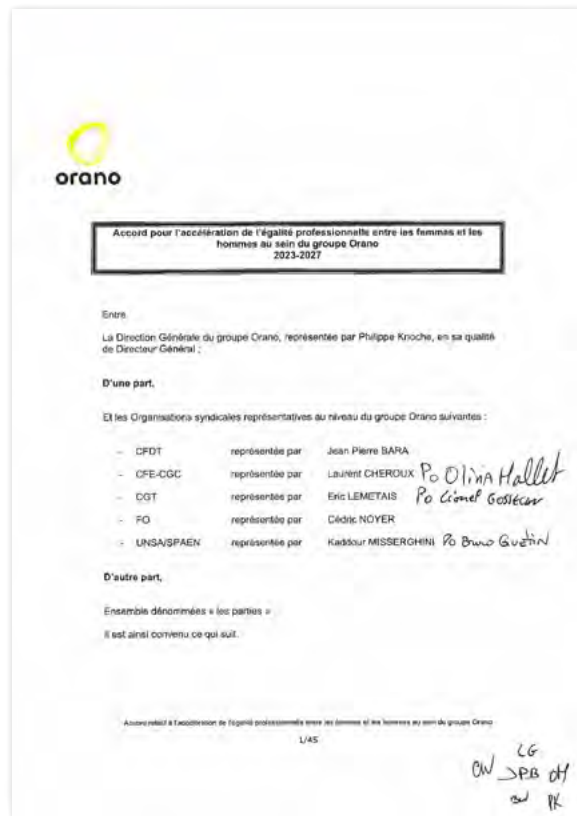 orano
Accord pour l'accélération de l'égalité professionnelle entre les femmes et les
hommes au sein du groupe Orano
2023-2027
Entre
La Direction Générale du groupe Orano, représentée par Philippe Knoche, en sa qualité
de Directeur Général ;
D'une part,
Et les Organisations syndicales représentatives au niveau du groupe Orano suivantes :
- CFDT représentée par Jean Pierre BARA
- CFE-CGC représentée par Laurent CHEROUX Po Olivia Hallet
- CGT représentée par Eric LEMETAIS Po Lionel
- FO représentée par Cédric NOYER
- UNSA/SPAEN représentée par Kaddour MISSERGHINI Po Bruno
D'autre part,
Ensemble dénommées « les parties »
Il est ainsi convenu ce qui suit.
Accord relatif à l'accélération de l'égalité professionnelle entre les femmes et les hommes au sein du groupe Orano
1/45
LG
JPB OH
PK